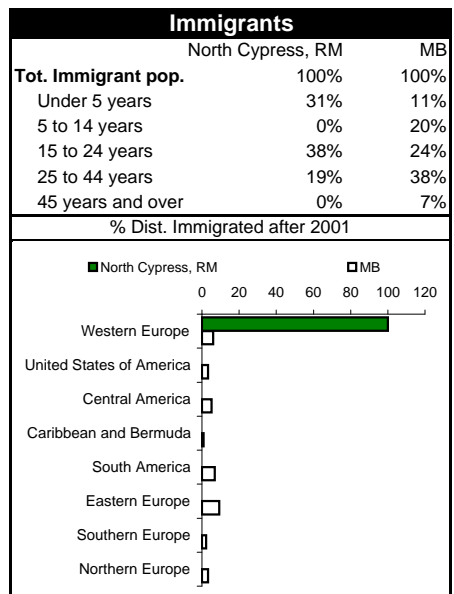 Immigrants
North Cypress, RM MB
Tot. Immigrant pop. 100% 100%
Under 5 years 31% 11%
5 to 14 years 0% 20%
15 to 24 years 38% 24%
25 to 44 years 19% 38%
45 years and over 0% 7%
% Dist. Immigrated after 2001
North Cypress, RM MB
0 20 40 60 80 100 120
Western Europe
United States of America
Central America
Caribbean and Bermuda
South America
Eastern Europe
Southern Europe
Northern Europe